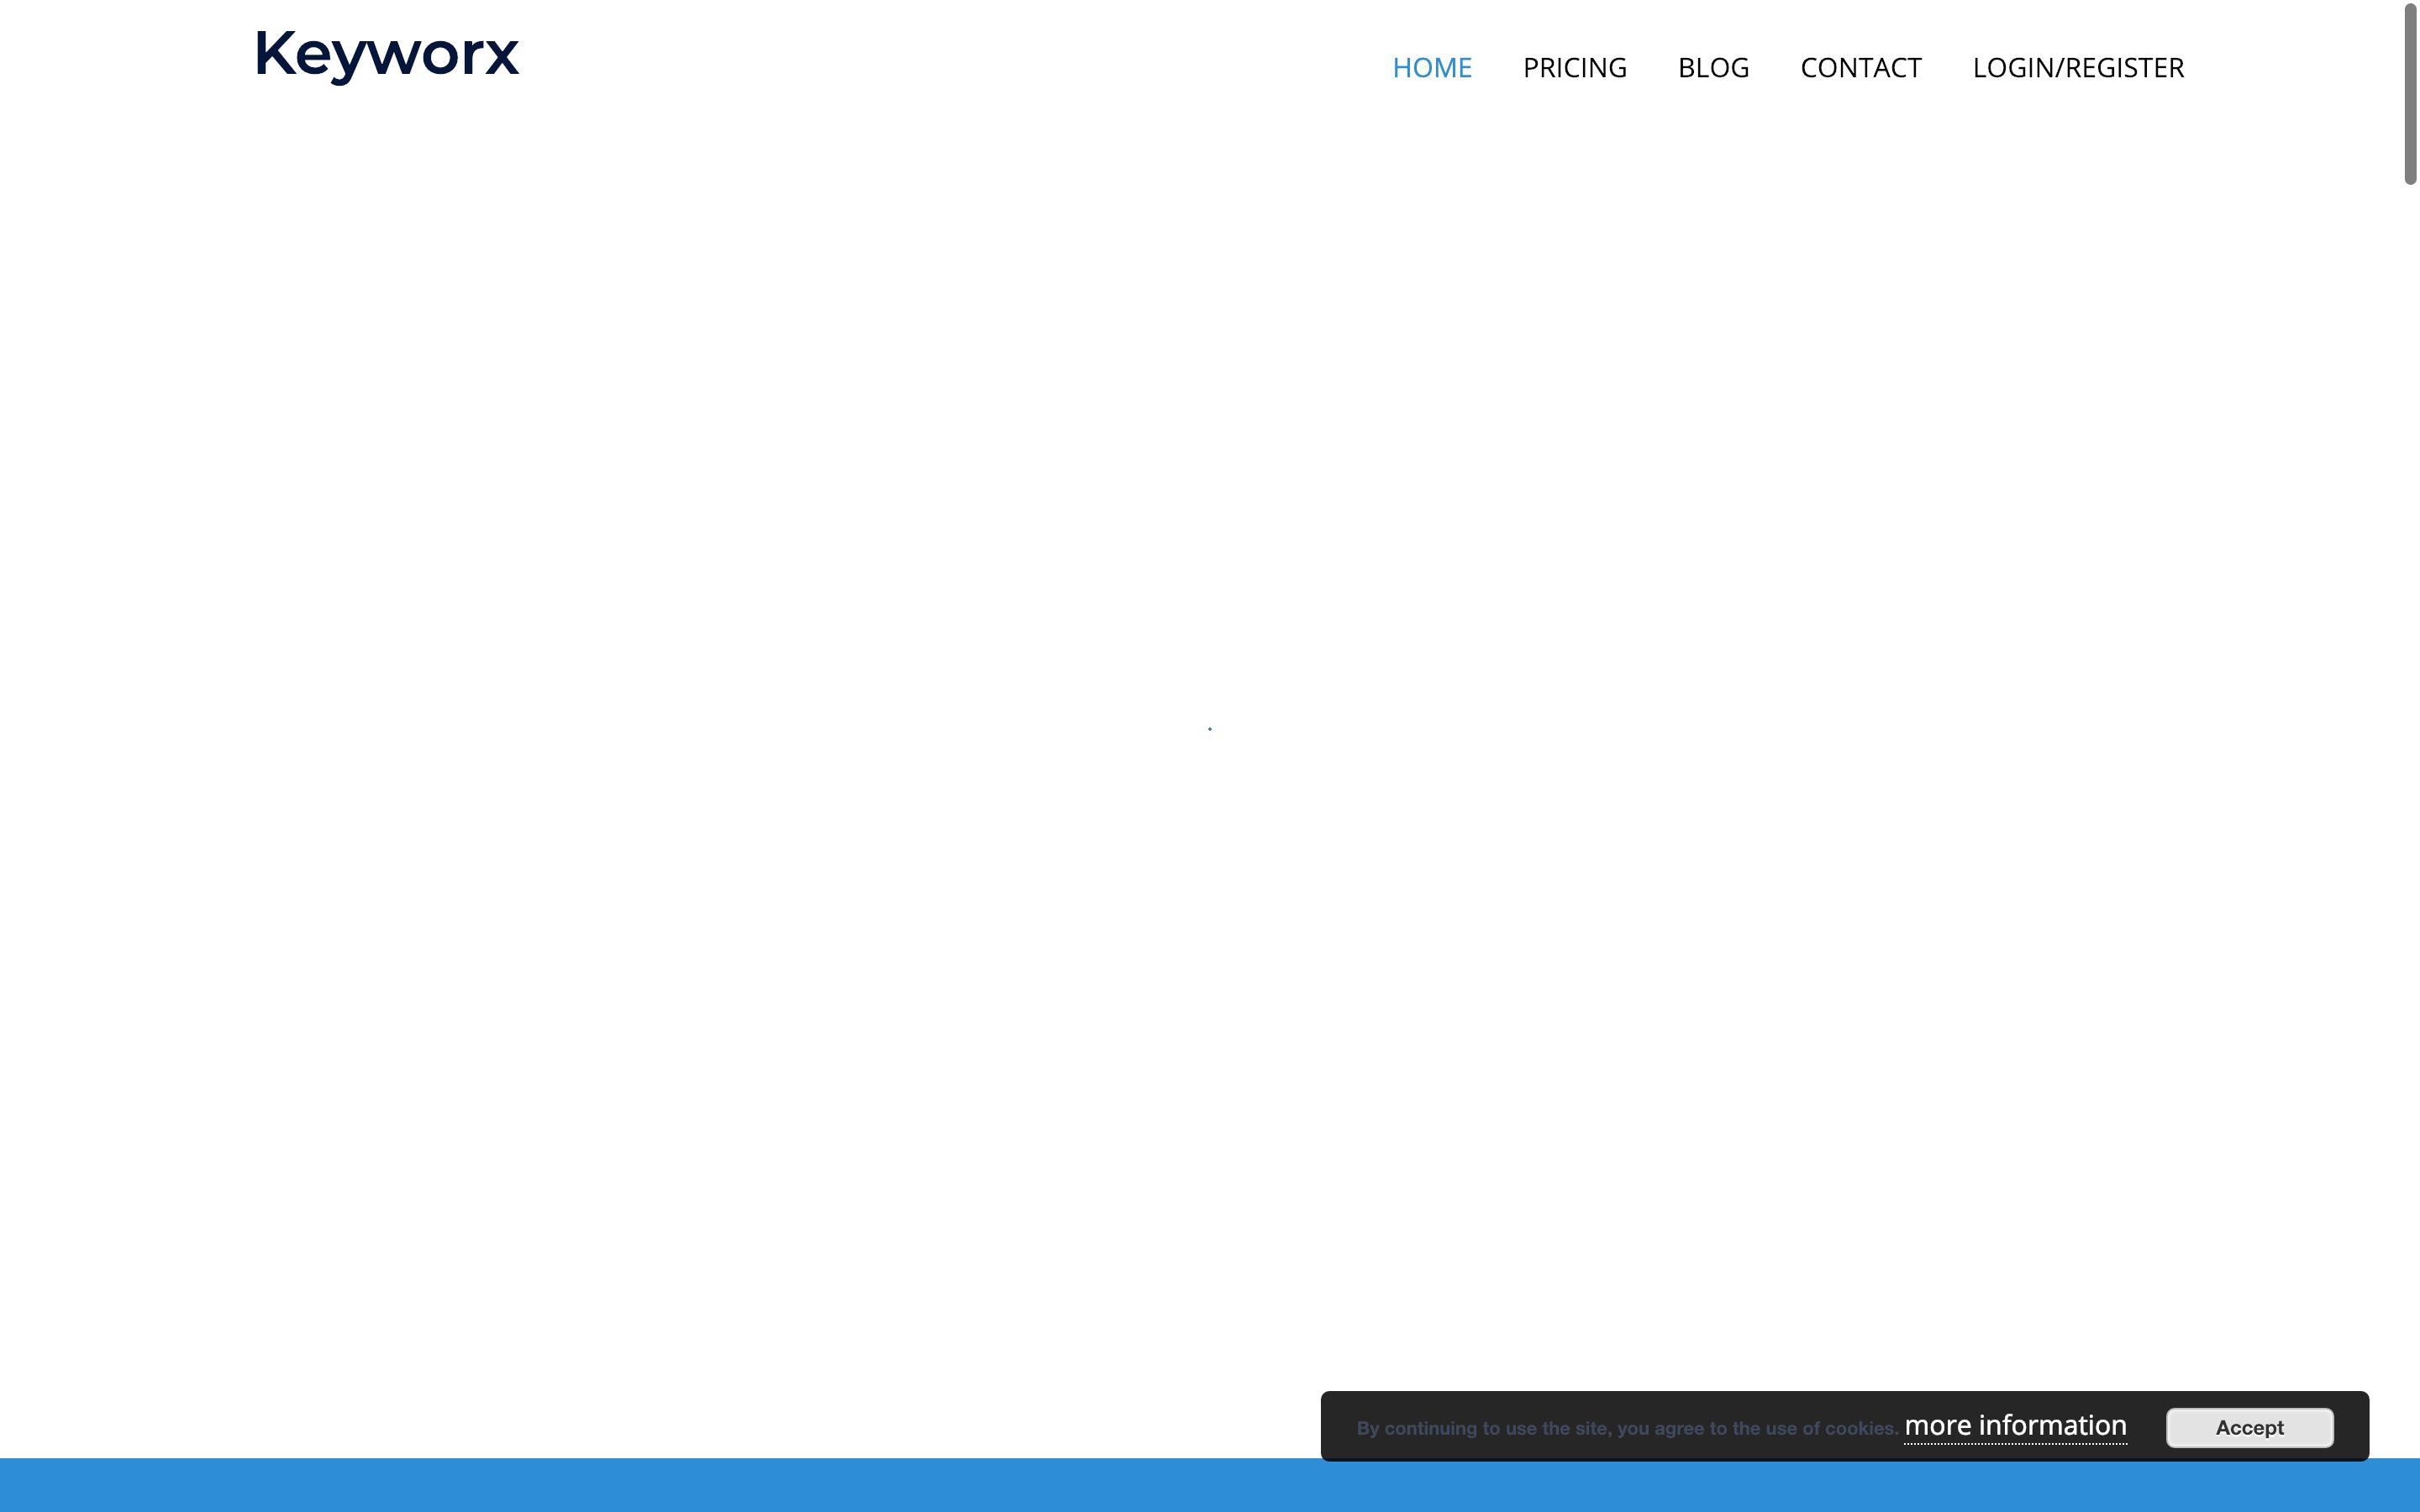 Keyworx
HOME PRICING BLOG CONTACT LOGIN/REGISTER
By continuing to use the site, you agree to the use of cookies. more information Accept